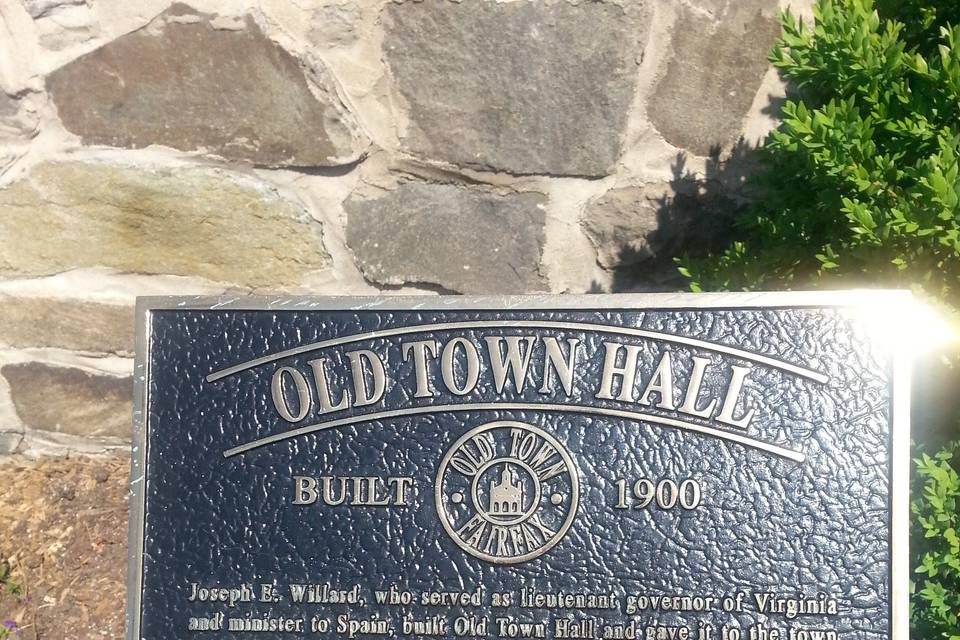 OLD TOWN HALL
OLD TOWN
FAIRFAX
BUILT 1900
Joseph E. Willard, who served as lieutenant governor of Virginia
and minister to Spain, built Old Town Hall and gave it to the town